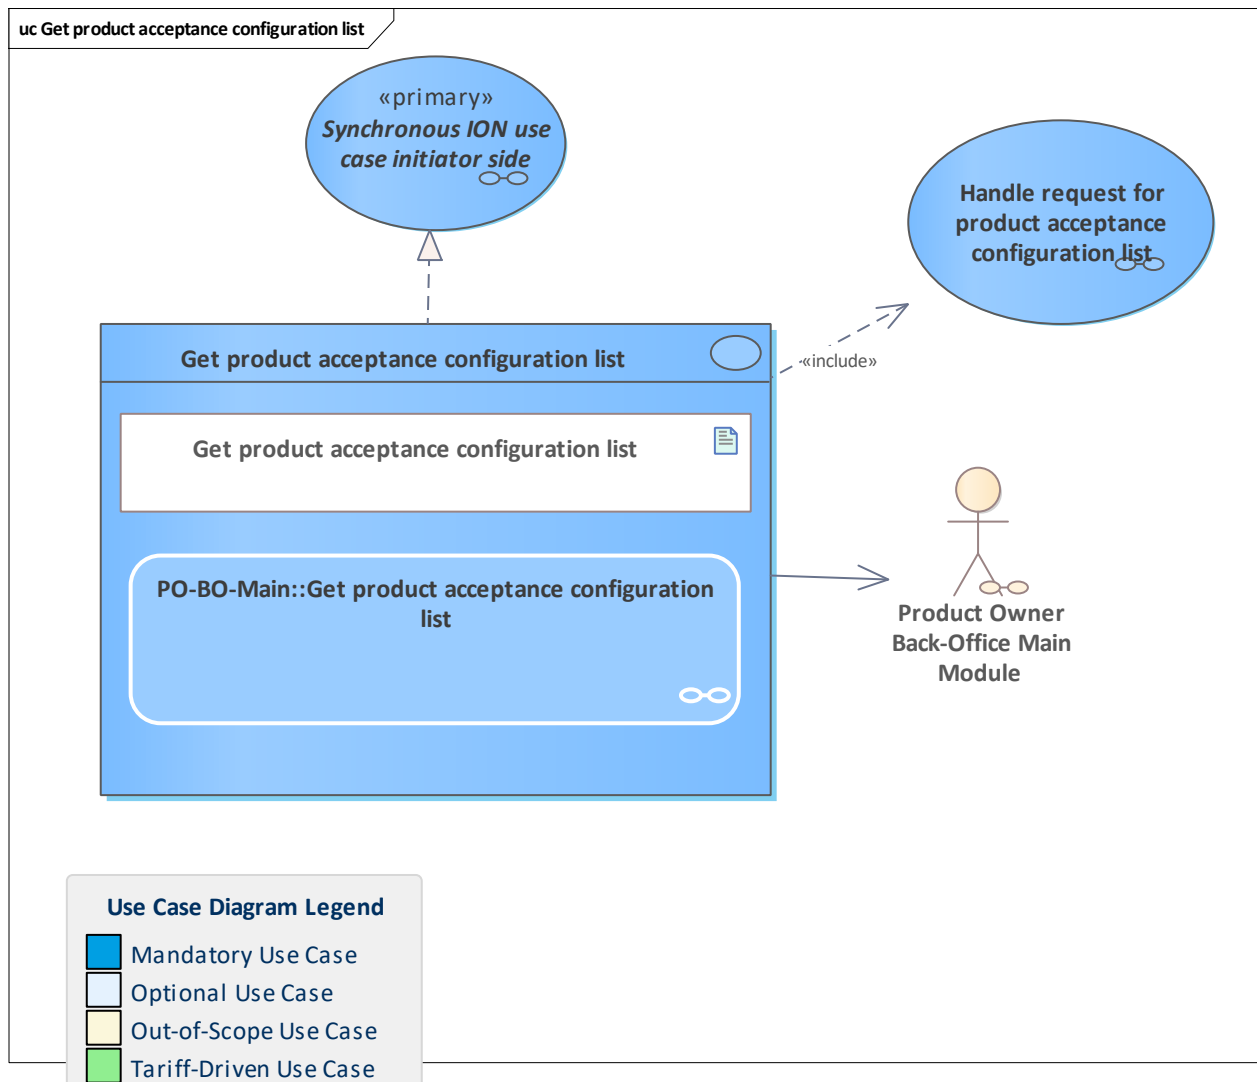 uc Get product acceptance configuration list
«primary»
Synchronous ION use
case initiator side
Handle request for
product acceptance
configuration list
Get product acceptance configuration list
«include»
Get product acceptance configuration list
PO-BO-Main::Get product acceptance configuration
list
Product Owner
Back-Office Main
Module
Use Case Diagram Legend
Mandatory Use Case
Optional Use Case
Out-of-Scope Use Case
Tariff-Driven Use Case